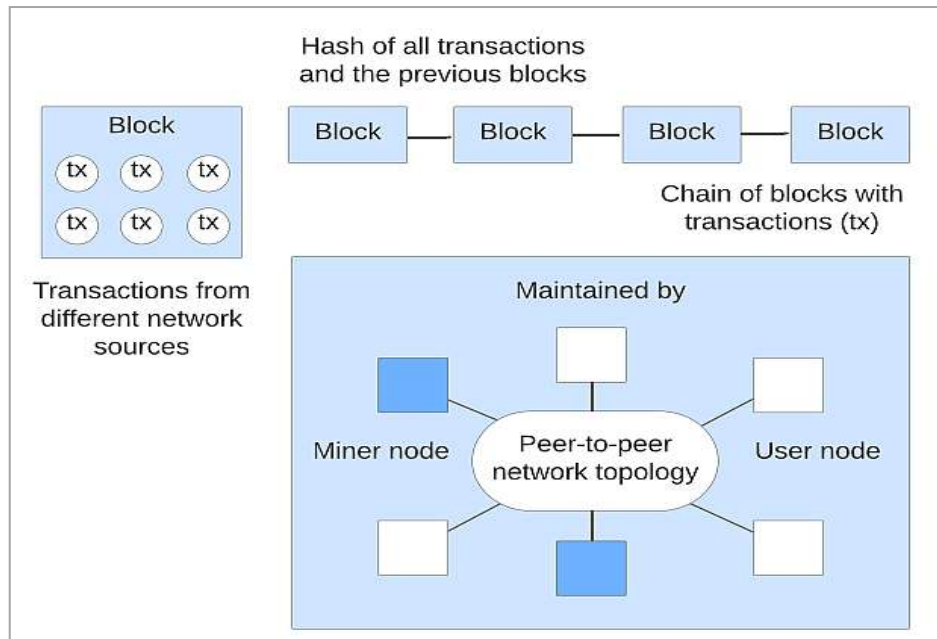 Hash of all transactions
and the previous blocks
Block
tx tx tx
tx tx tx
Transactions from
different network
sources
Block Block Block Block
Chain of blocks with
transactions (tx)
Maintained by
Miner node
Peer-to-peer
network topology
User node